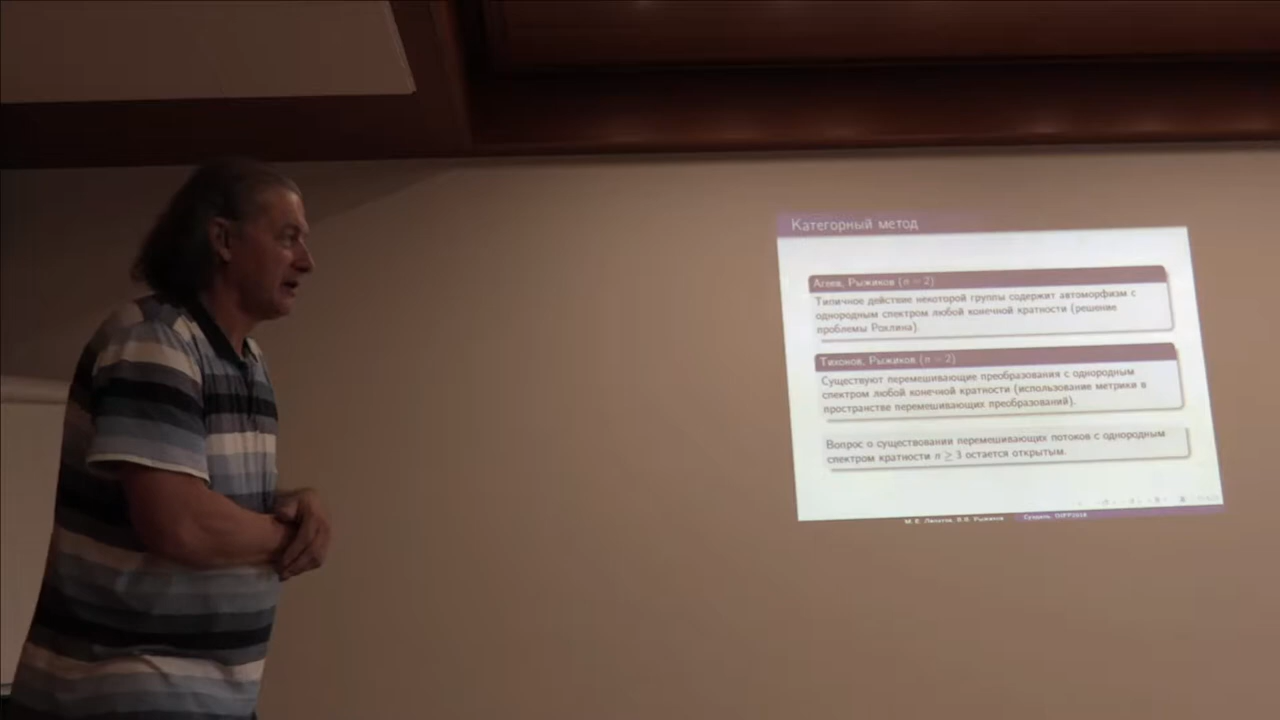 Категорный метод
Агеев, Рыжиков (n = 2)
Типичное действие некоторой группы содержит автоморфизм с
однородным спектром любой конечной кратности (решение
проблемы Рохлина).
Тихонов, Рыжиков (n = 2)
Существуют перемешивающие преобразования с однородным
спектром любой конечной кратности (использование метрики в
пространстве перемешивающих преобразований).
Вопрос о существовании перемешивающих потоков с однородным
спектром кратности n ≥ 3 остается открытым.
В.В. Рыжиков